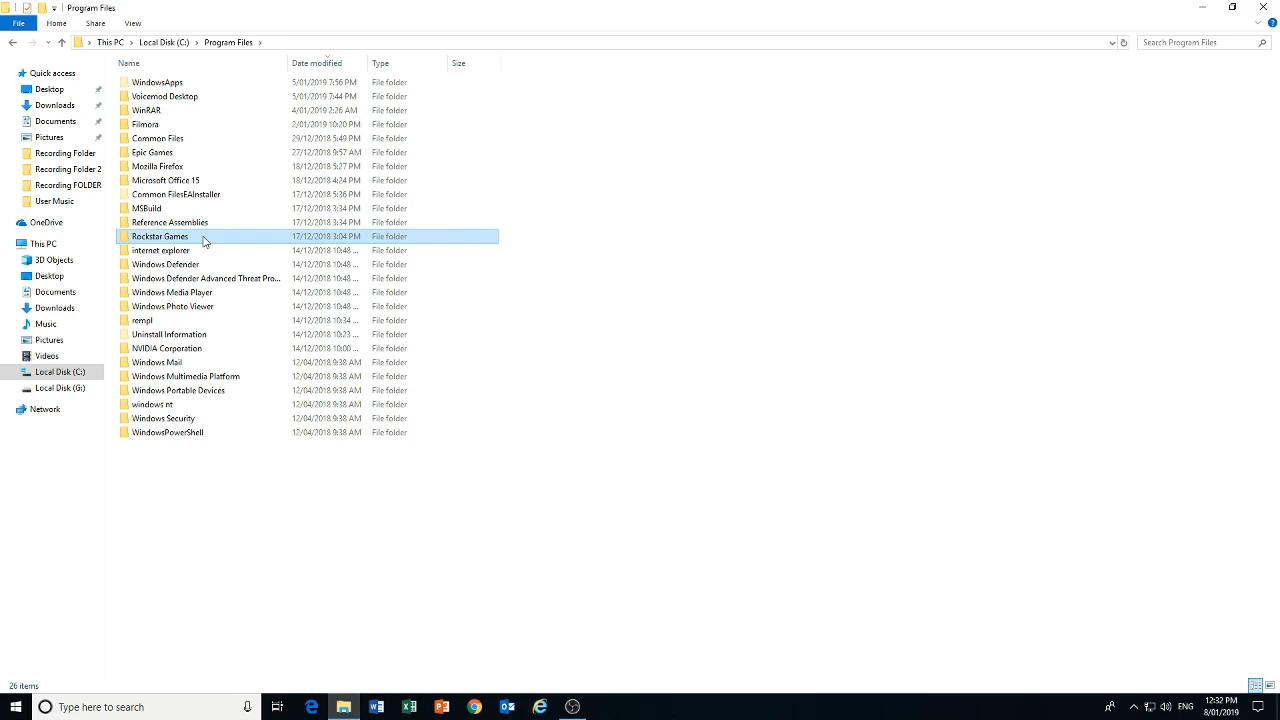 Program Files
File Home Share View
This PC Local Disk (C:) Program Files Search Program Files
Name Date modified Type Size
Quick access
Desktop
Downloads
Documents
Pictures
Recording Folder
Recording Folder 2
Recording FOLDER
User Music
OneDrive
This PC
3D Objects
Desktop
Documents
Downloads
Music
Pictures
Videos
Local Disk (C:)
Local Disk (G:)
Network
WindowsApps 5/01/2019 7:56 PM File folder
Voicemod Desktop 5/01/2019 7:44 PM File folder
WinRAR 4/01/2019 2:26 AM File folder
Filmora 2/01/2019 10:20 PM File folder
Common Files 29/12/2018 5:49 PM File folder
Epic Games 27/12/2018 9:57 AM File folder
Mozilla Firefox 18/12/2018 5:27 PM File folder
Microsoft Office 15 18/12/2018 4:24 PM File folder
Common FilesEAInstaller 17/12/2018 5:36 PM File folder
MSBuild 17/12/2018 3:34 PM File folder
Reference Assemblies 17/12/2018 3:34 PM File folder
Rockstar Games 17/12/2018 3:04 PM File folder
internet explorer 14/12/2018 10:48 ... File folder
Windows Defender 14/12/2018 10:48 ... File folder
Windows Defender Advanced Threat Pro... 14/12/2018 10:48 ... File folder
Windows Media Player 14/12/2018 10:48 ... File folder
Windows Photo Viewer 14/12/2018 10:48 ... File folder
rempl 14/12/2018 10:34 ... File folder
Uninstall Information 14/12/2018 10:23 ... File folder
NVIDIA Corporation 14/12/2018 10:00 ... File folder
Windows Mail 12/04/2018 9:38 AM File folder
Windows Multimedia Platform 12/04/2018 9:38 AM File folder
Windows Portable Devices 12/04/2018 9:38 AM File folder
windows nt 12/04/2018 9:38 AM File folder
Windows Security 12/04/2018 9:38 AM File folder
WindowsPowerShell 12/04/2018 9:38 AM File folder
26 items
Type here to search ENG 12:32 PM
8/01/2019